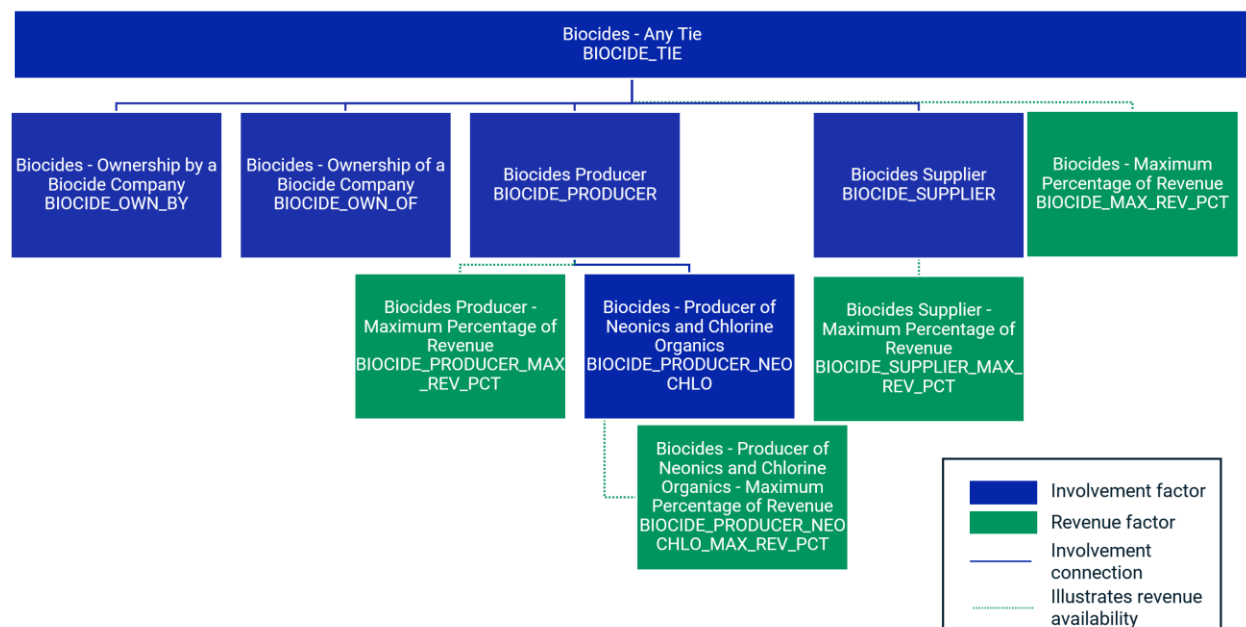 Biocides - Any Tie
BIOCIDE_TIE
Biocides - Ownership by a
Biocide Company
BIOCIDE_OWN_BY
Biocides - Ownership of a
Biocide Company
BIOCIDE_OWN_OF
Biocides Producer
BIOCIDE_PRODUCER
Biocides Supplier
BIOCIDE_SUPPLIER
Biocides - Maximum
Percentage of Revenue
BIOCIDE_MAX_REV_PCT
Biocides Producer -
Maximum Percentage of
Revenue
BIOCIDE_PRODUCER_MAX
_REV_PCT
Biocides - Producer of
Neonics and Chlorine
Organics
BIOCIDE_PRODUCER_NEO
CHLO
Biocides Supplier -
Maximum Percentage of
Revenue
BIOCIDE_SUPPLIER_MAX_
REV_PCT
Biocides - Producer of
Neonics and Chlorine
Organics - Maximum
Percentage of Revenue
BIOCIDE_PRODUCER_NEO
CHLO_MAX_REV_PCT
Involvement factor
Revenue factor
Involvement
connection
Illustrates revenue
availability